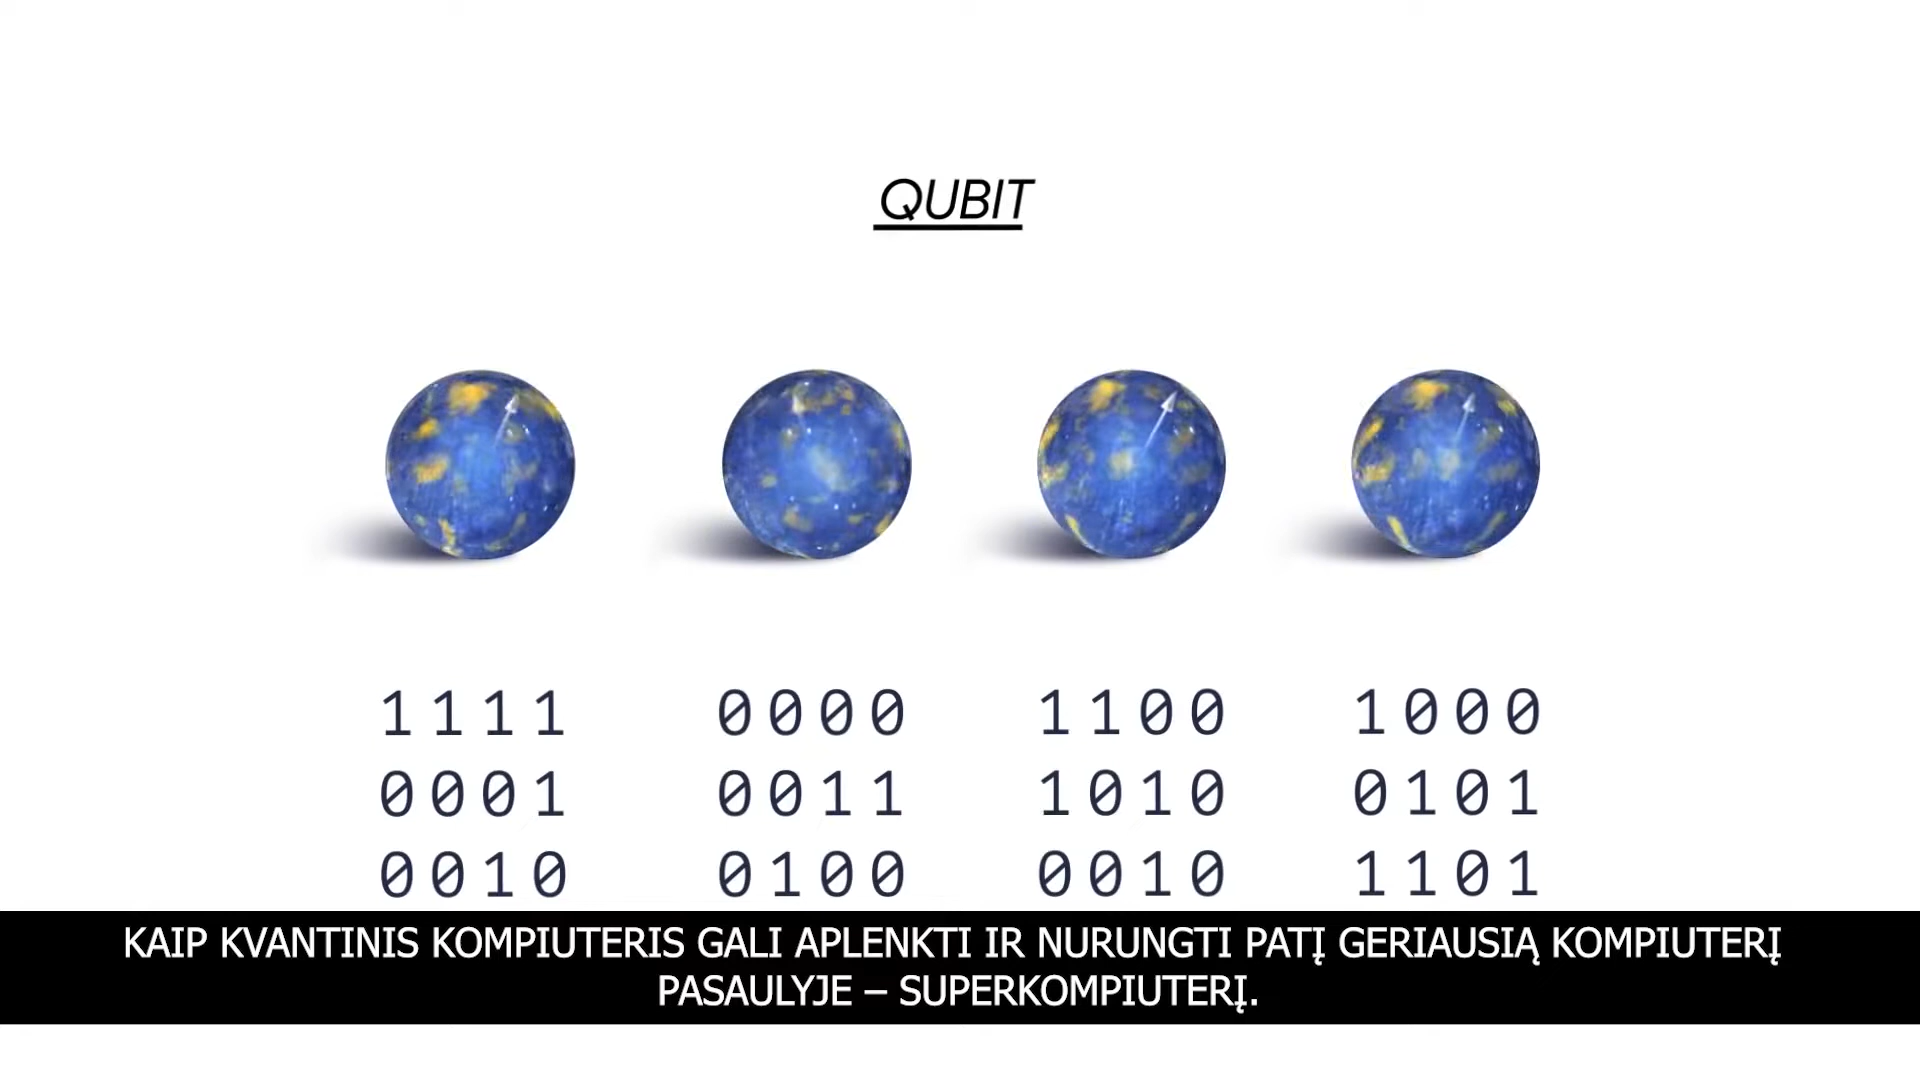 QUBIT
1111 0000 1100 1000
0001 0011 1010 0101
0010 0100 0010 1101
KAIP KVANTINIS KOMPIUTERIS GALI APLENKTI IR NURUNGTI PATĮ GERIAUSIĄ KOMPIUTERĮ
PASAULYJE – SUPERKOMPIUTERĮ.